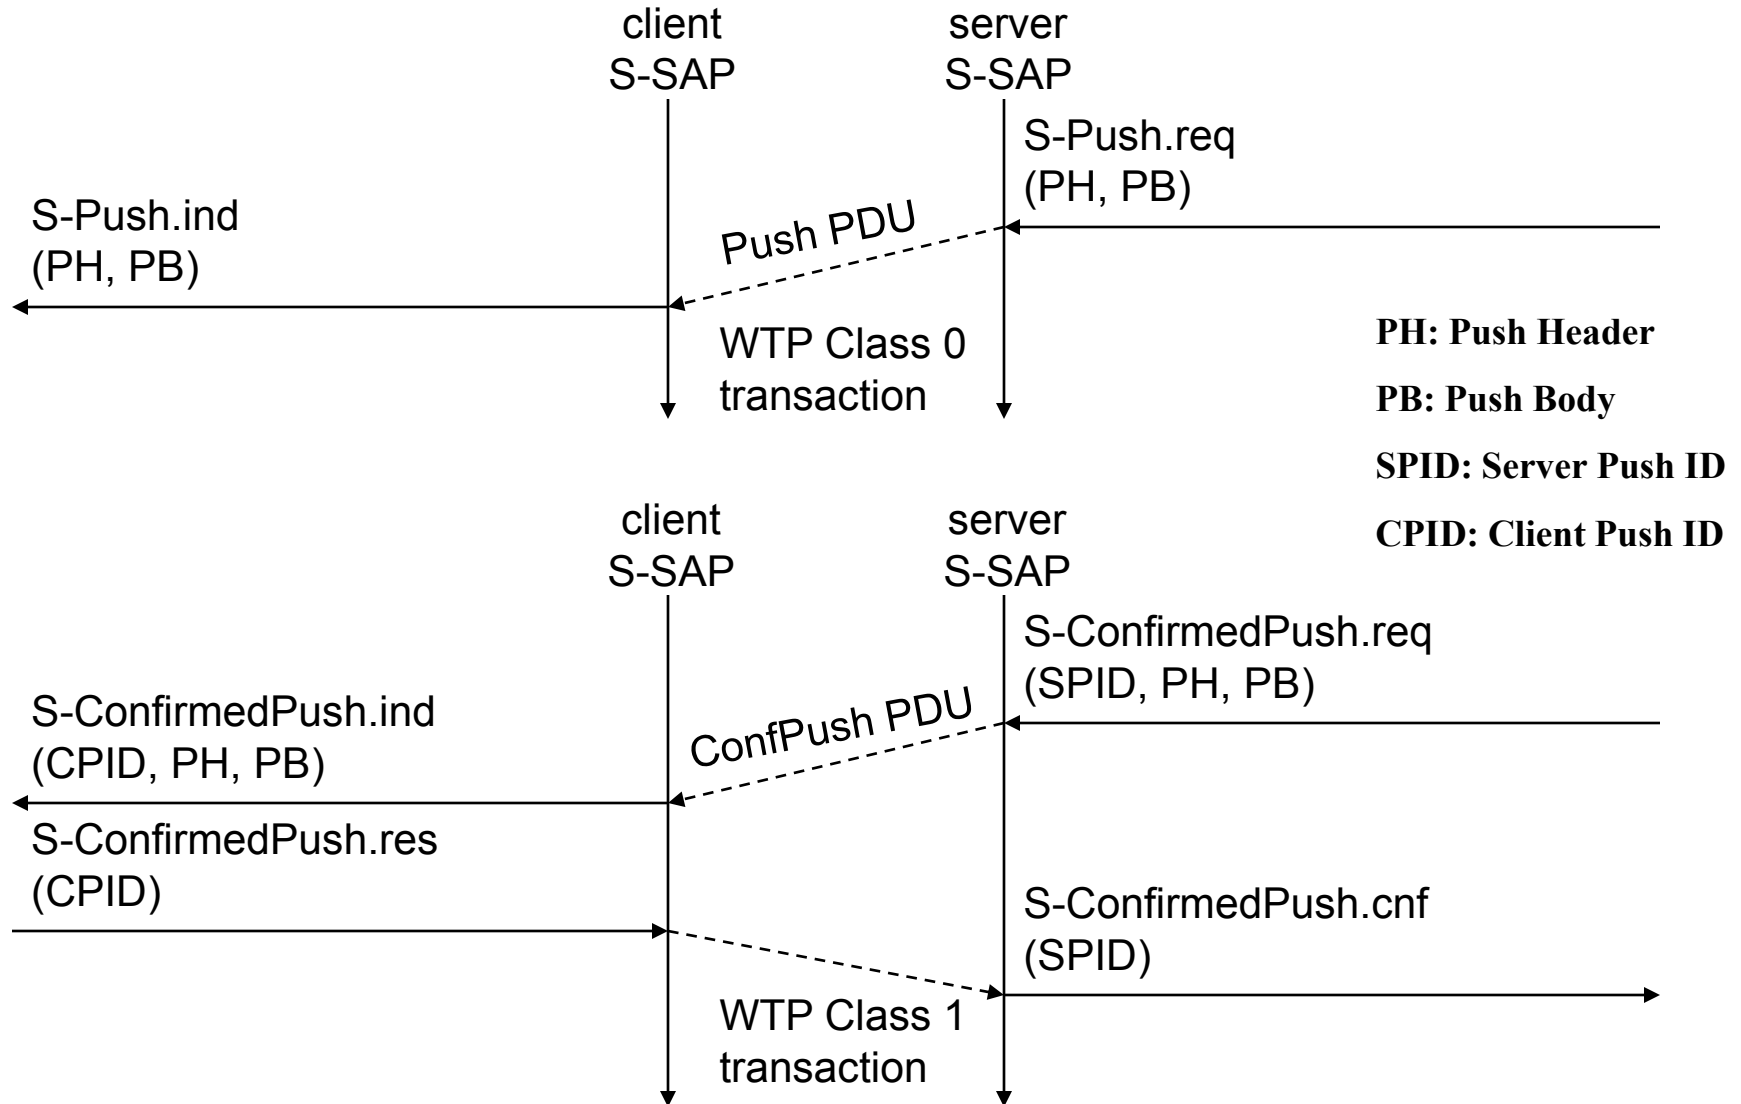 client
S-SAP
server
S-SAP
S-Push.req
(PH, PB)
S-Push.ind
(PH, PB)
Push PDU
WTP Class 0
transaction
PH: Push Header
PB: Push Body
SPID: Server Push ID
CPID: Client Push ID
client
S-SAP
server
S-SAP
S-ConfirmedPush.req
(SPID, PH, PB)
S-ConfirmedPush.ind
(CPID, PH, PB)
ConfPush PDU
S-ConfirmedPush.res
(CPID)
S-ConfirmedPush.cnf
(SPID)
WTP Class 1
transaction